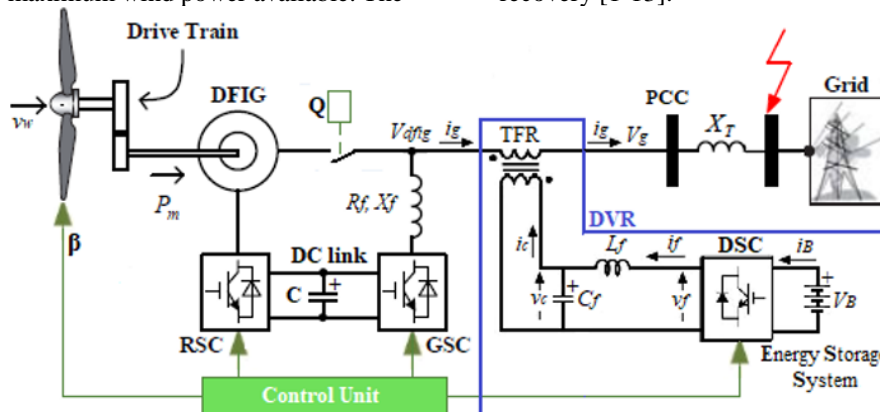 maximum wind power available. The
recovery [1-13].
Drive Train
DFIG
Q
Vdfig
ig
TFR
ig
Vg
PCC
XT
Grid
vw
Pm
Rf, Xf
DVR
β
DC link
C
RSC
GSC
ic
Lf
if
DSC
iB
vc
Cf
vf
VB
Energy Storage
System
Control Unit